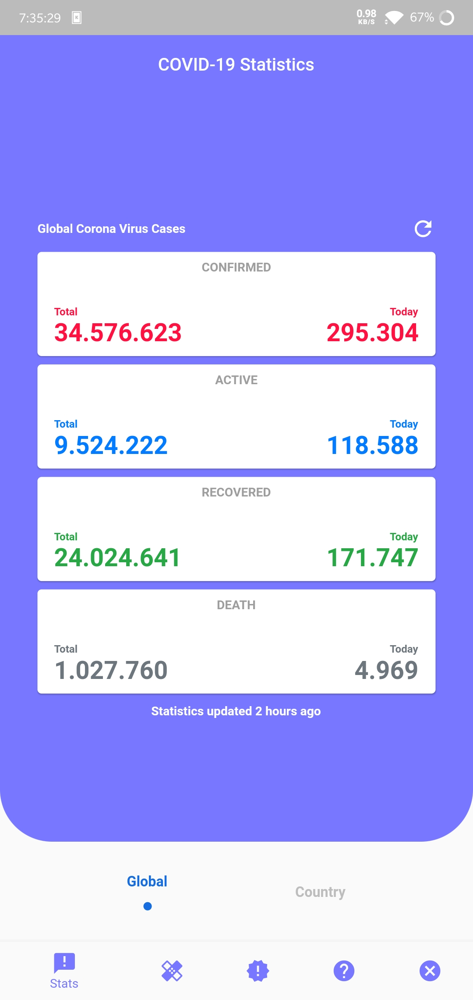 7:35:29
0.98
KB/S
67%
COVID-19 Statistics
Global Corona Virus Cases
CONFIRMED
Total Today
34.576.623 295.304
ACTIVE
Total Today
9.524.222 118.588
RECOVERED
Total Today
24.024.641 171.747
DEATH
Total Today
1.027.760 4.969
Statistics updated 2 hours ago
Global
Country
Stats